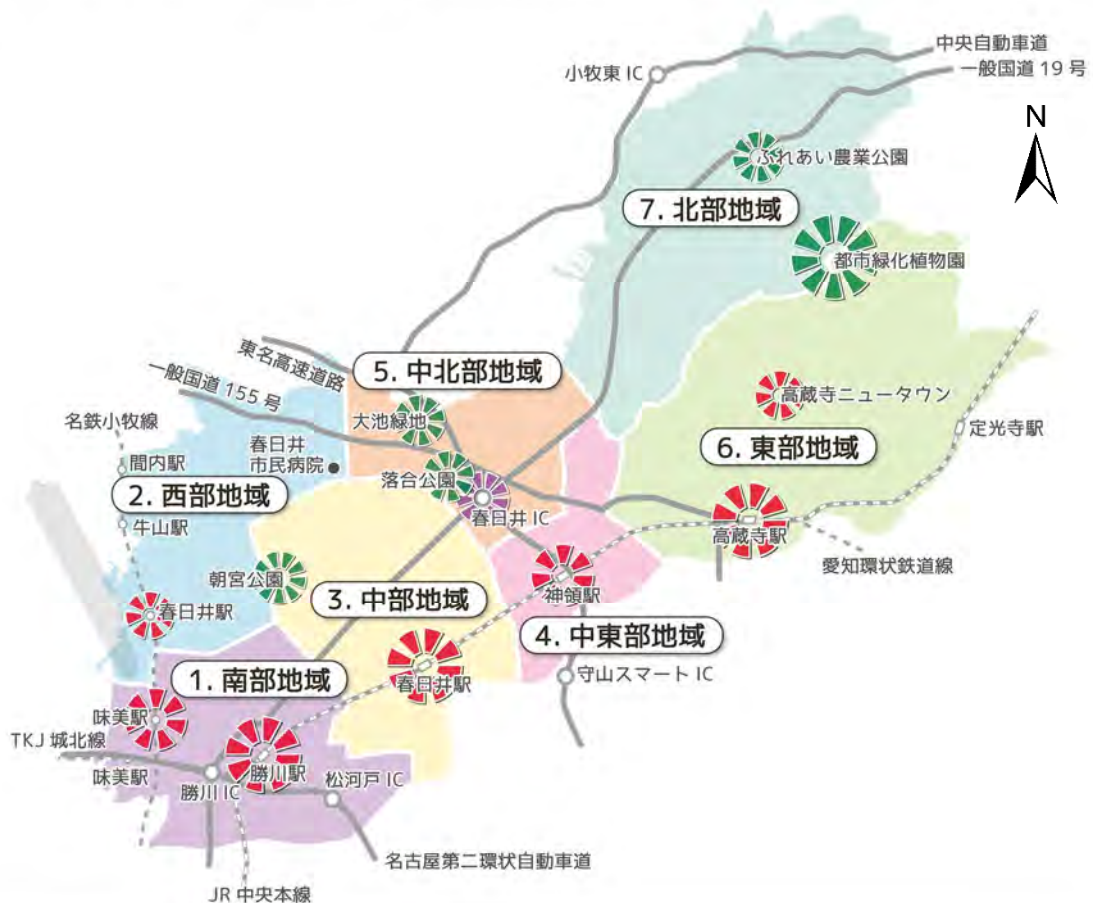 中央自動車道
小牧東 IC
一般国道 19 号
N
ふれあい農業公園
7. 北部地域
都市緑化植物園
東名高速道路
5. 中北部地域
一般国道 155 号
高蔵寺ニュータウン
大池緑地
名鉄小牧線
定光寺駅
6. 東部地域
春日井
市民病院
間内駅
落合公園
2. 西部地域
春日井 IC
牛山駅
高蔵寺駅
愛知環状鉄道線
朝宮公園
神領駅
3. 中部地域
春日井駅
4. 中東部地域
守山スマート IC
1. 南部地域
春日井駅
味美駅
TKJ 城北線
味美駅
勝川駅
松河戸 IC
勝川 IC
名古屋第二環状自動車道
JR 中央本線